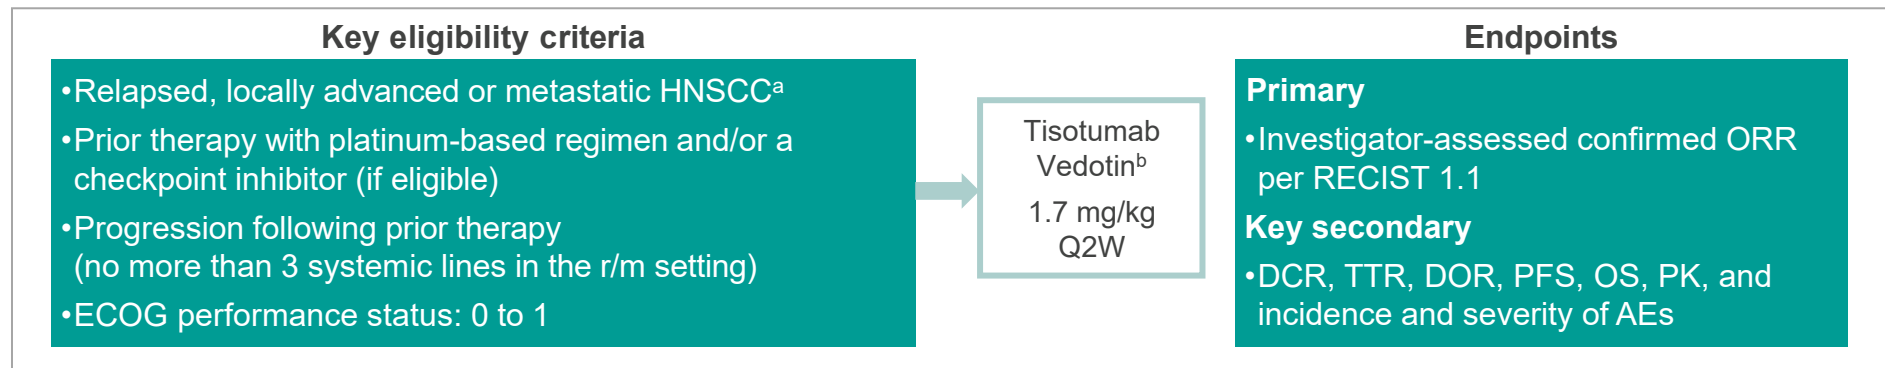 Key eligibility criteria
•Relapsed, locally advanced or metastatic HNSCCᵃ
•Prior therapy with platinum-based regimen and/or a
checkpoint inhibitor (if eligible)
•Progression following prior therapy
(no more than 3 systemic lines in the r/m setting)
•ECOG performance status: 0 to 1
Tisotumab
Vedotinᵇ
1.7 mg/kg
Q2W
Endpoints
Primary
•Investigator-assessed confirmed ORR
per RECIST 1.1
Key secondary
•DCR, TTR, DOR, PFS, OS, PK, and
incidence and severity of AEs